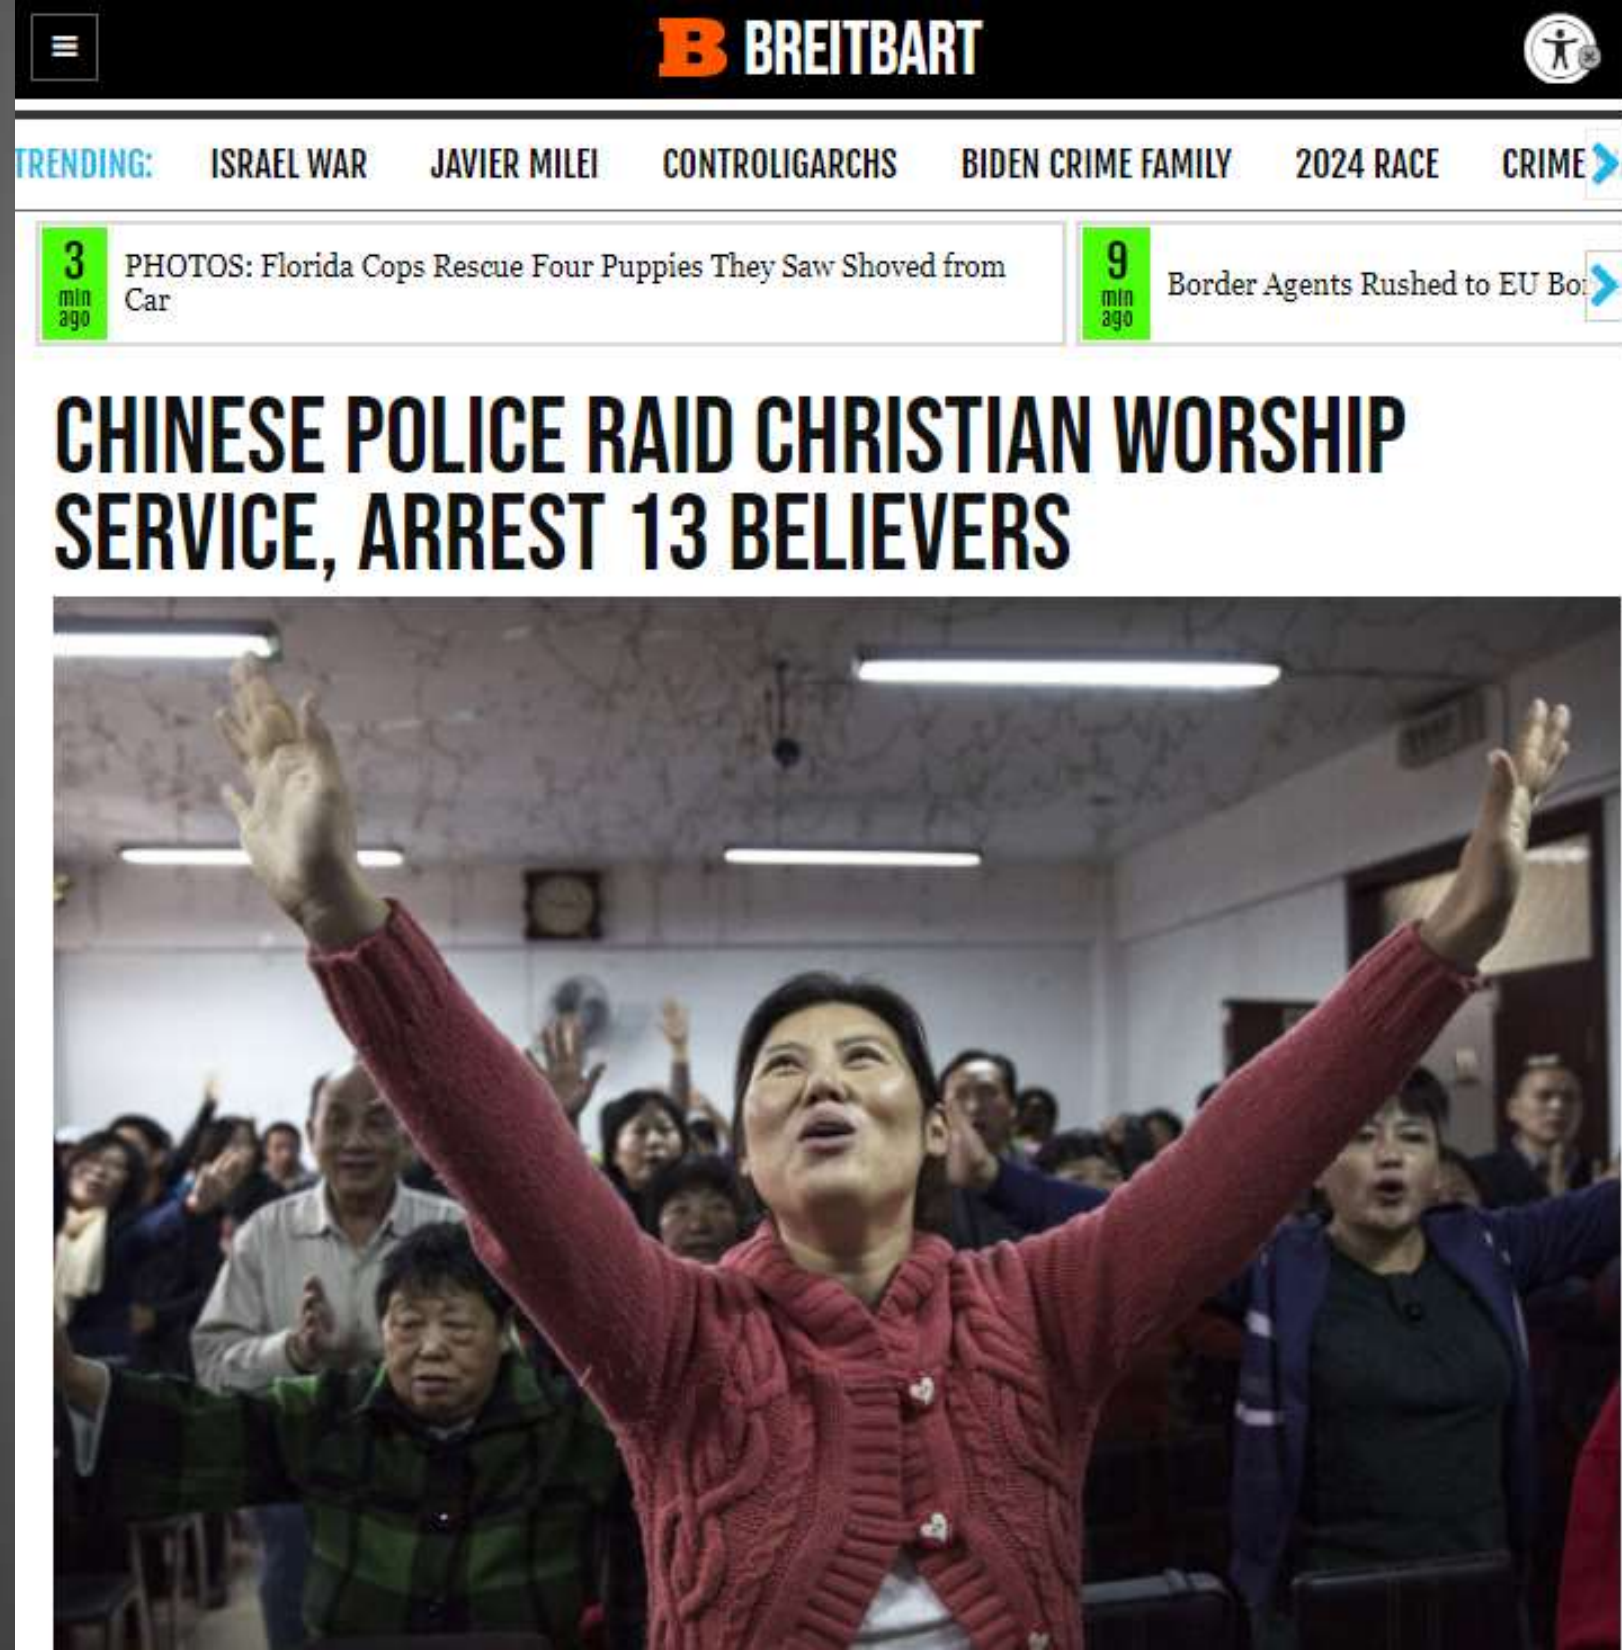 B BREITBART
TRENDING: ISRAEL WAR JAVIER MILEI CONTROLIGARCHS BIDEN CRIME FAMILY 2024 RACE CRIME
3 min ago
PHOTOS: Florida Cops Rescue Four Puppies They Saw Shoved from
Car
9 min ago
Border Agents Rushed to EU
CHINESE POLICE RAID CHRISTIAN WORSHIP
SERVICE, ARREST 13 BELIEVERS